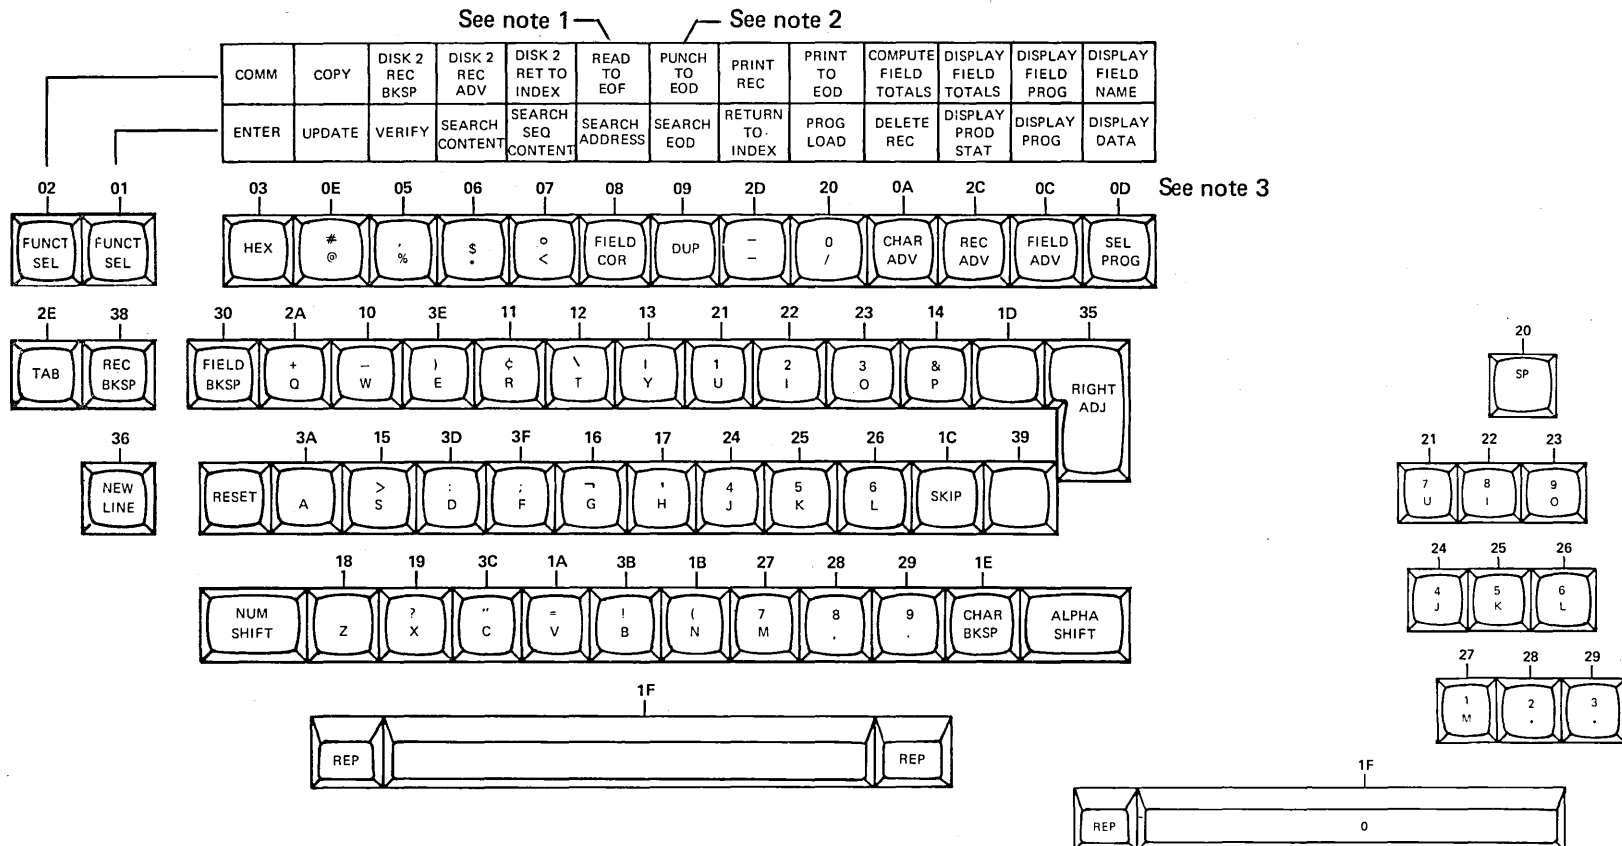 See note 1 See note 2
COMM COPY DISK 2 REC BKSP DISK 2 REC ADV DISK 2 RET TO INDEX READ TO EOF PUNCH TO EOD PRINT REC PRINT TO EOD COMPUTE FIELD TOTALS DISPLAY FIELD TOTALS DISPLAY FIELD PROG DISPLAY FIELD NAME
ENTER UPDATE VERIFY SEARCH CONTENT SEARCH SEQ CONTENT SEARCH ADDRESS SEARCH EOD RETURN TO INDEX PROG LOAD DELETE REC DISPLAY PROD STAT DISPLAY PROG DISPLAY DATA
02 01 03 0E 05 06 07 08 09 2D 20 0A 2C 0C 0D See note 3
FUNCT SEL FUNCT SEL HEX # @ , % $ . o < FIELD COR DUP – – 0 / CHAR ADV REC ADV FIELD ADV SEL PROG
2E 38 30 2A 10 3E 11 12 13 21 22 23 14 1D 35
TAB REC BKSP FIELD BKSP + Q — W ) E ¢ R \ T | Y 1 U 2 I 3 O & P RIGHT ADJ
20
SP
36 3A 15 3D 3F 16 17 24 25 26 1C 39
NEW LINE RESET A > S : D ; F ¬ G ' H 4 J 5 K 6 L SKIP
21 22 23
7 U 8 I 9 O
18 19 3C 1A 3B 1B 27 28 29 1E
NUM SHIFT Z ? X " C = V ! B ( N 7 M 8 , 9 . CHAR BKSP ALPHA SHIFT
24 25 26
4 J 5 K 6 L
27 28 29
1 M 2 . 3 .
1F
REP REP
1F
REP 0